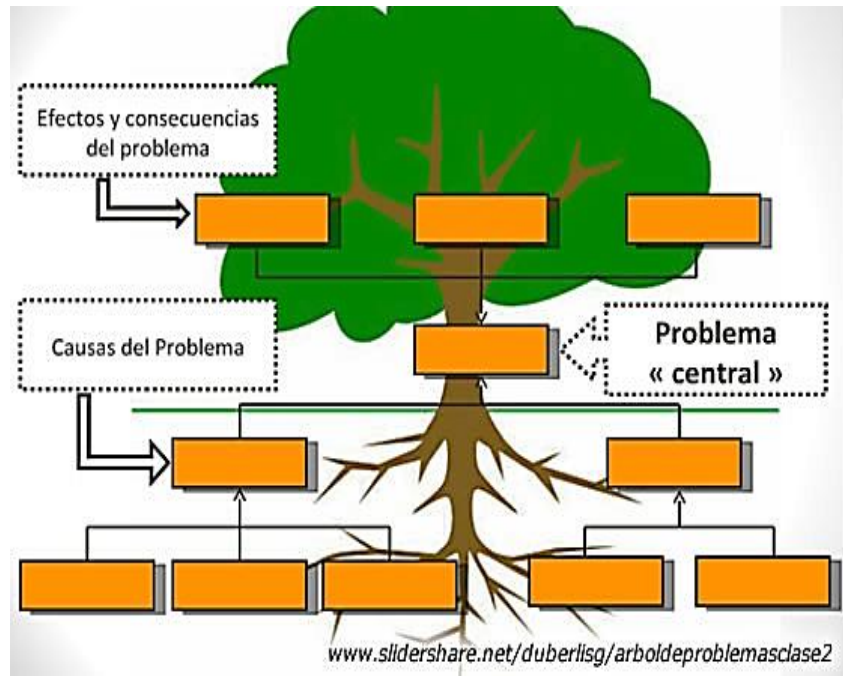 Efectos y consecuencias
del problema
Causas del Problema
Problema
« central »
www.slidershare.net/duberlisg/arboldeproblemasclase2